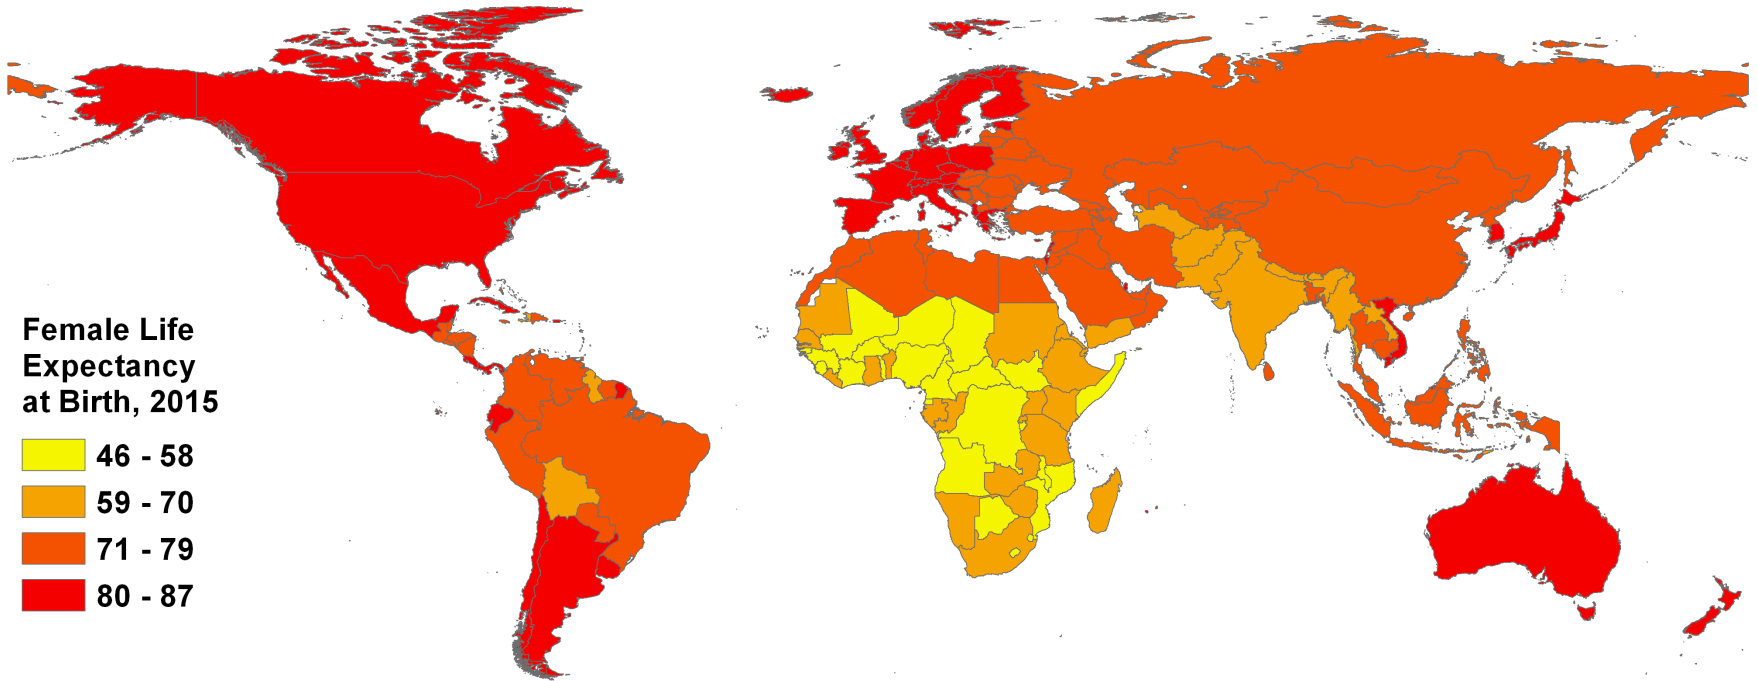 Female Life
Expectancy
at Birth, 2015
46 - 58
59 - 70
71 - 79
80 - 87